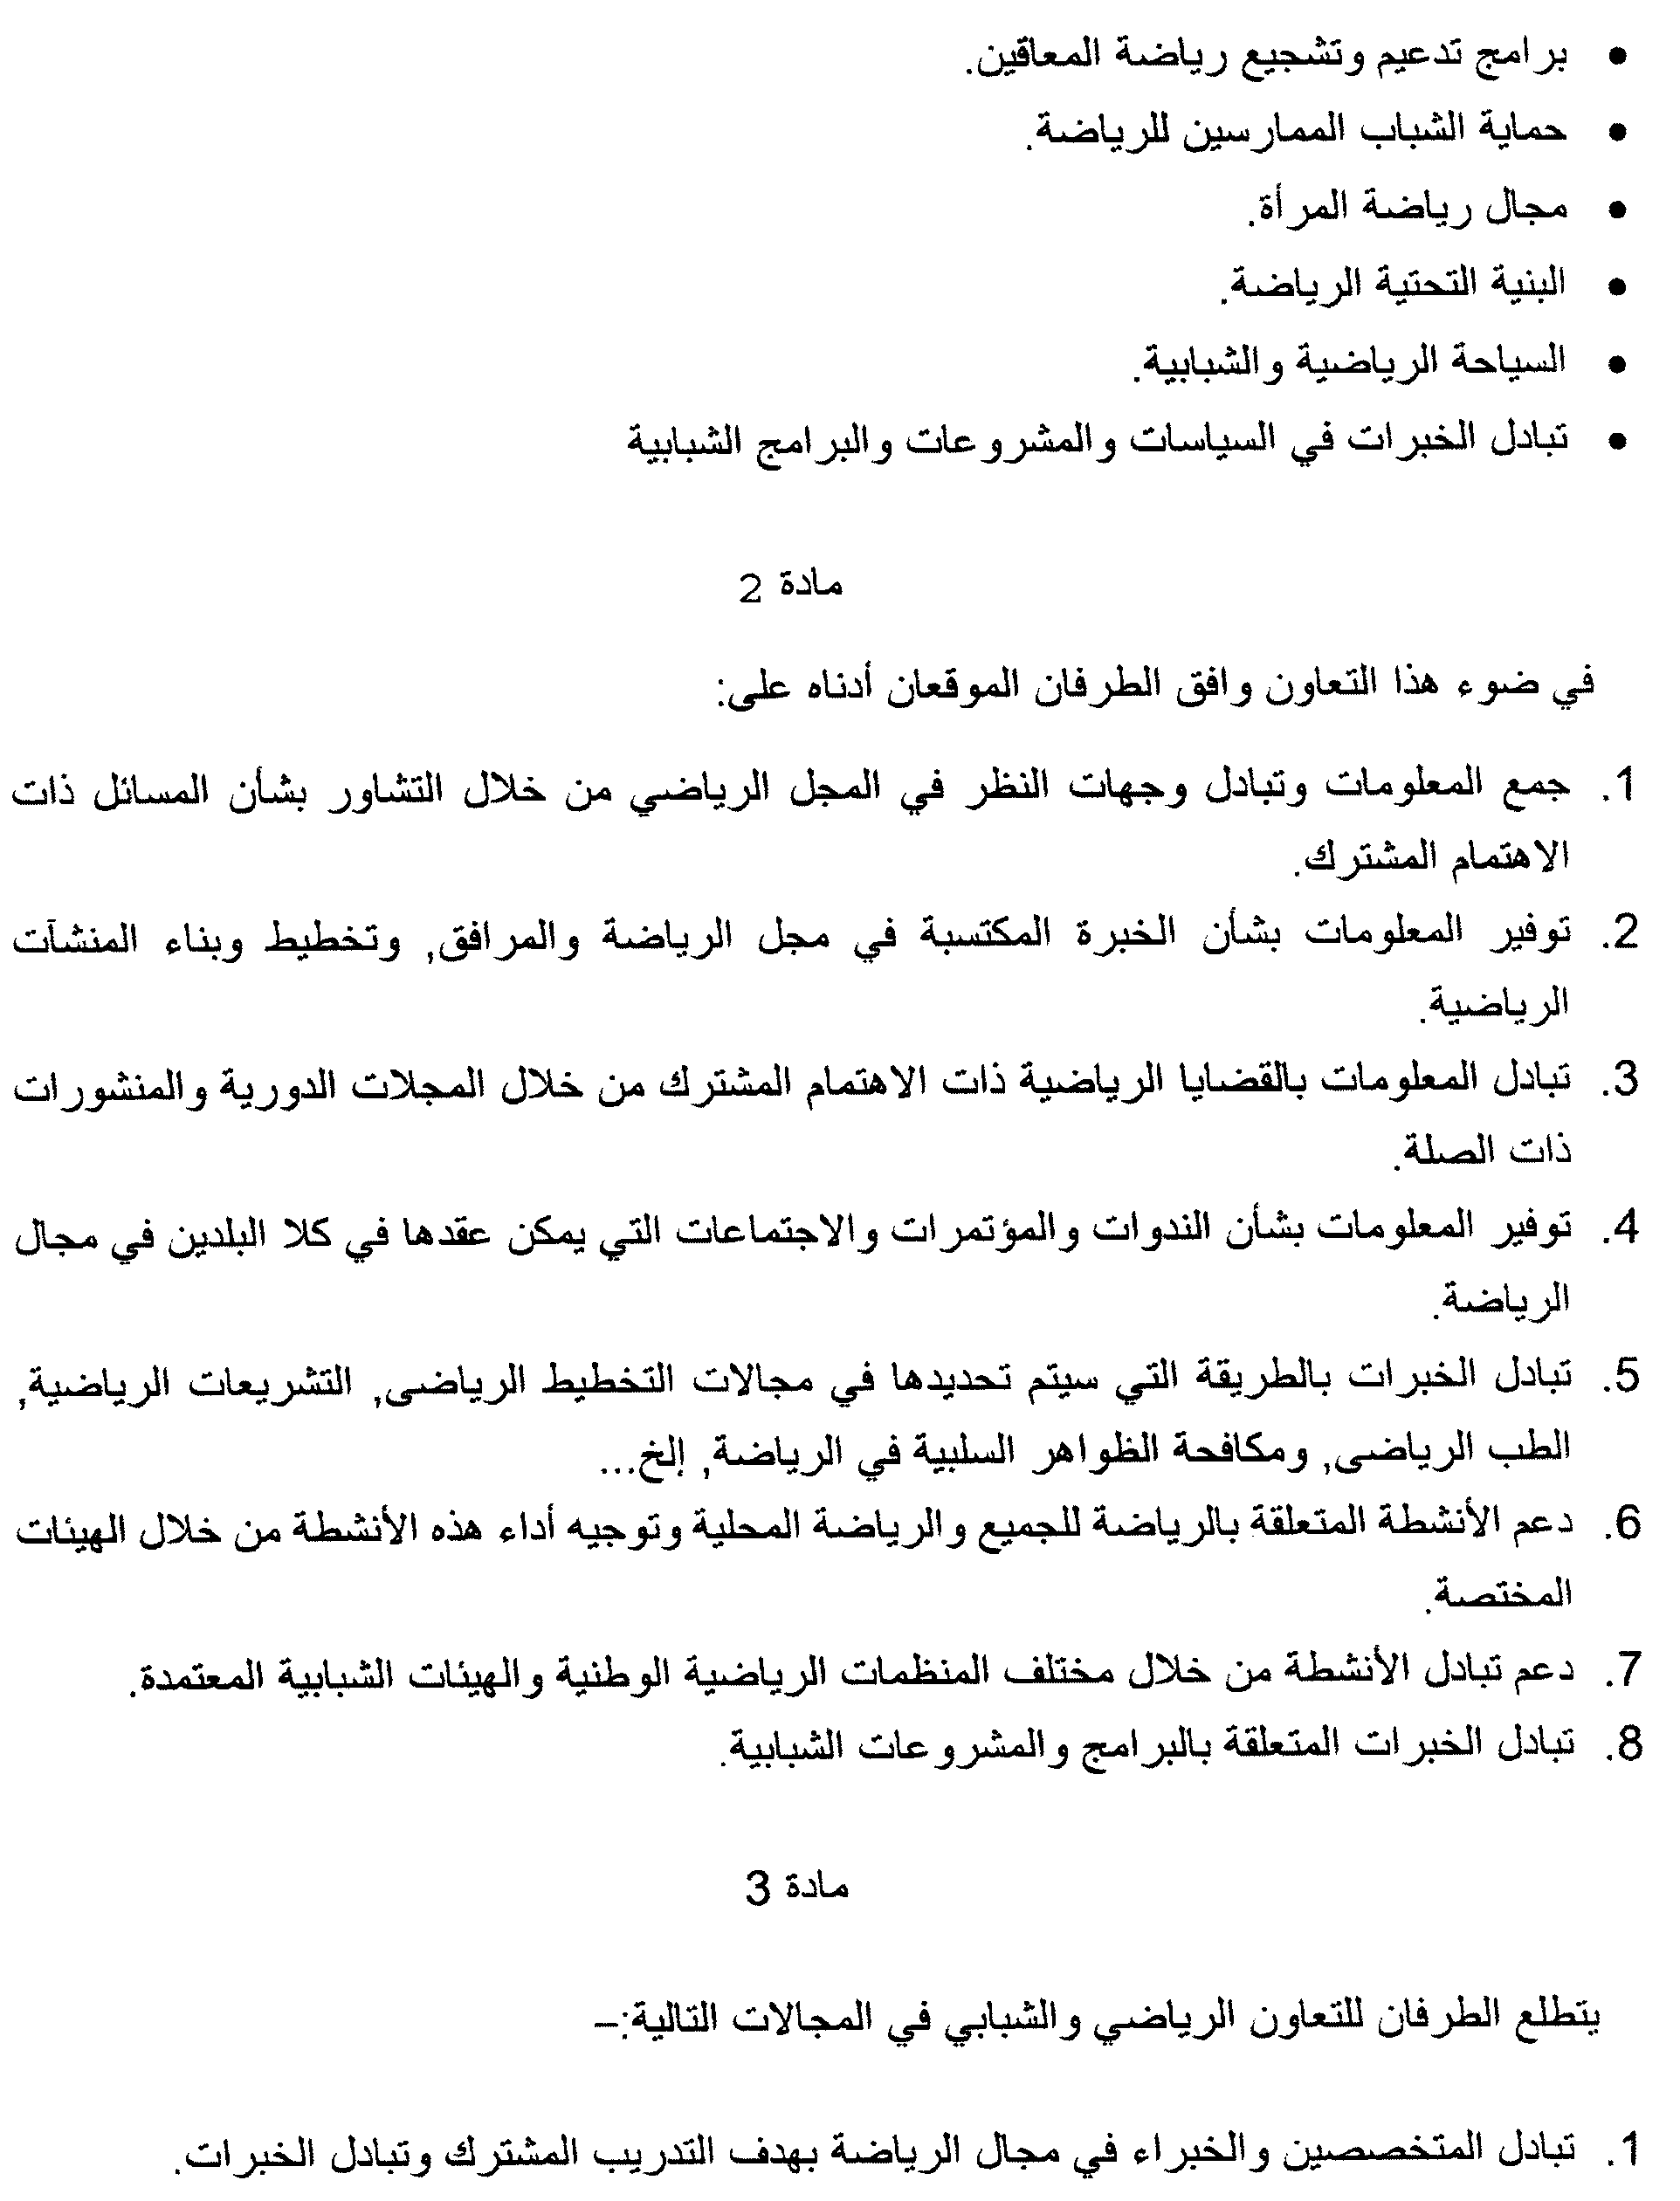 • برامج تدعيم وتشجيع رياضة المعاقين.
• حماية الشباب الممارسين للرياضة.
• مجال رياضة المرأة.
• البنية التحتية الرياضة.
• السياحة الرياضية والشبابية.
• تبادل الخبرات في السياسات والمشروعات والبرامج الشبابية
مادة 2
في ضوء هذا التعاون وافق الطرفان الموقعان أدناه على:
1. جمع المعلومات وتبادل وجهات النظر في المجل الرياضي من خلال التشاور بشأن المسائل ذات
الاهتمام المشترك.
2. توفير المعلومات بشأن الخبرة المكتسبة في مجل الرياضة والمرافق, وتخطيط وبناء المنشآت
الرياضية.
3. تبادل المعلومات بالقضايا الرياضية ذات الاهتمام المشترك من خلال المجلات الدورية والمنشورات
ذات الصلة.
4. توفير المعلومات بشأن الندوات والمؤتمرات والاجتماعات التي يمكن عقدها في كلا البلدين في مجال
الرياضة.
5. تبادل الخبرات بالطريقة التي سيتم تحديدها في مجالات التخطيط الرياضى, التشريعات الرياضية,
الطب الرياضى, ومكافحة الظواهر السلبية في الرياضة, إلخ...
6. دعم الأنشطة المتعلقة بالرياضة للجميع والرياضة المحلية وتوجيه أداء هذه الأنشطة من خلال الهيئات
المختصة.
7. دعم تبادل الأنشطة من خلال مختلف المنظمات الرياضية الوطنية والهيئات الشبابية المعتمدة.
8. تبادل الخبرات المتعلقة بالبرامج والمشروعات الشبابية.
مادة 3
يتطلع الطرفان للتعاون الرياضي والشبابي في المجالات التالية:–
1. تبادل المتخصصين والخبراء في مجال الرياضة بهدف التدريب المشترك وتبادل الخبرات.